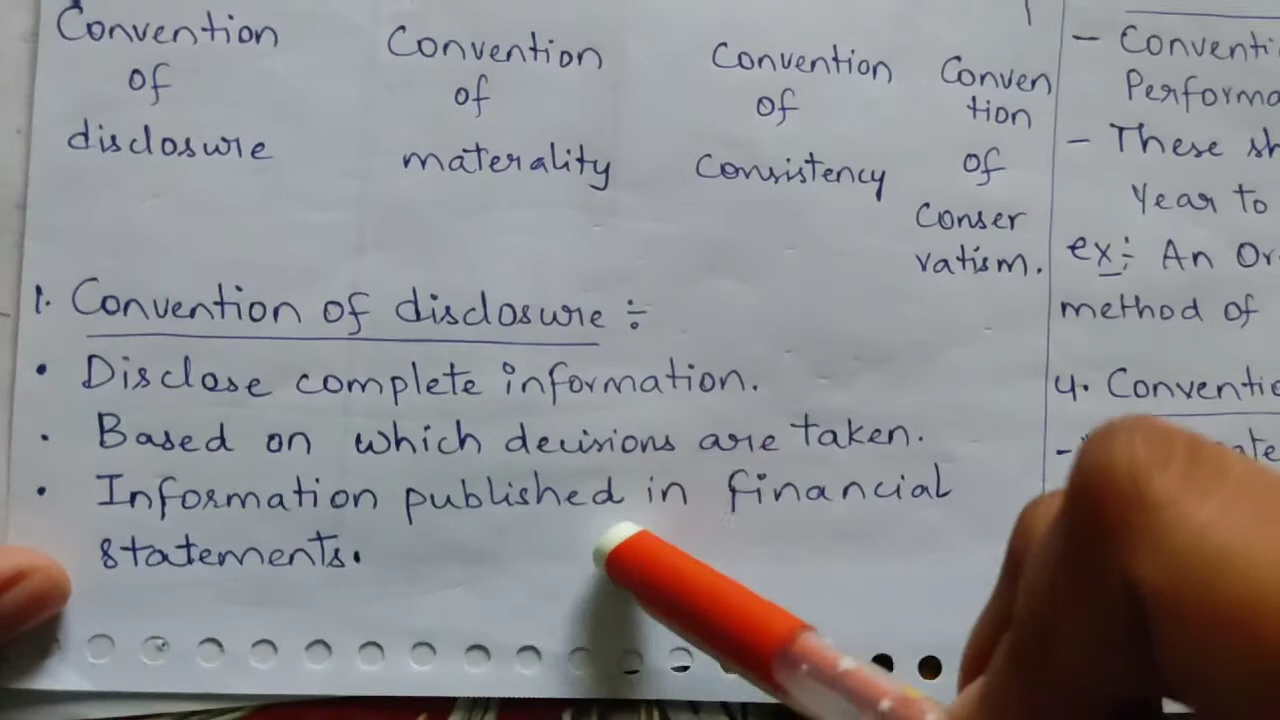 Convention
of
disclosure
Convention
of
materality
Convention
of
Consistency
Conven
tion
of
Conser
vatism.
1. Convention of disclosure :-
• Disclose complete information.
• Based on which decisions are taken.
• Information published in financial
statements.
- Conventi
Performa
- These sh
Year to
ex:- An Or
method of
4. Conventio